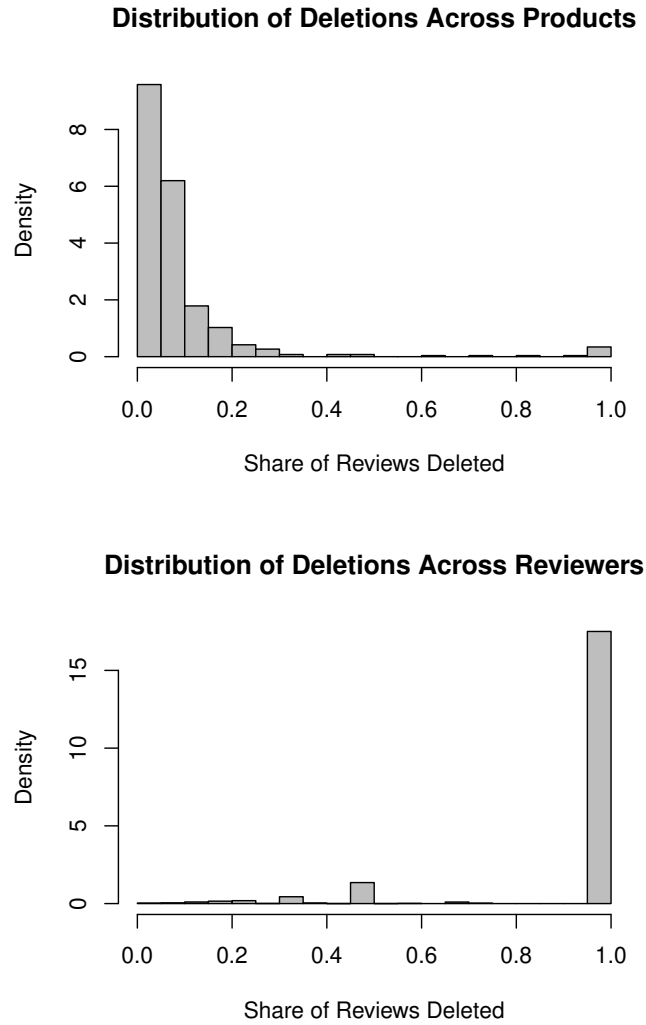 Distribution of Deletions Across Products
Density
8
6
4
2
0
0.0 0.2 0.4 0.6 0.8 1.0
Share of Reviews Deleted
Distribution of Deletions Across Reviewers
Density
15
10
5
0
0.0 0.2 0.4 0.6 0.8 1.0
Share of Reviews Deleted